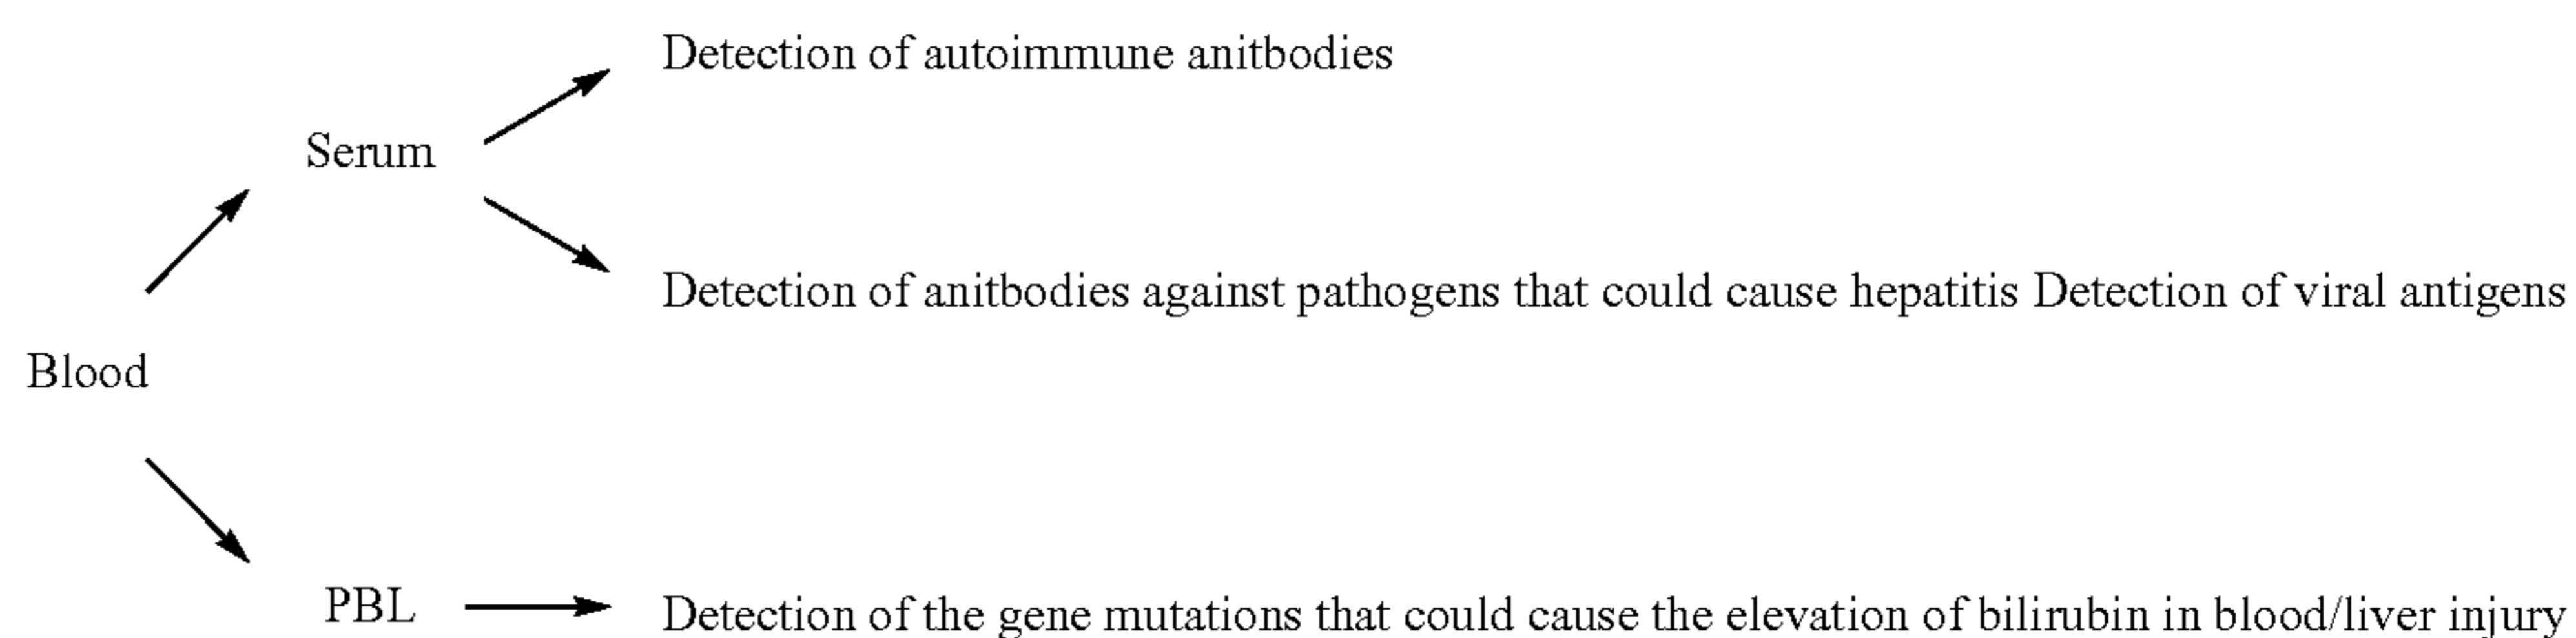 Detection of autoimmune anitbodies
Serum
Detection of anitbodies against pathogens that could cause hepatitis Detection of viral antigens
Blood
PBL
Detection of the gene mutations that could cause the elevation of bilirubin in blood/liver injury